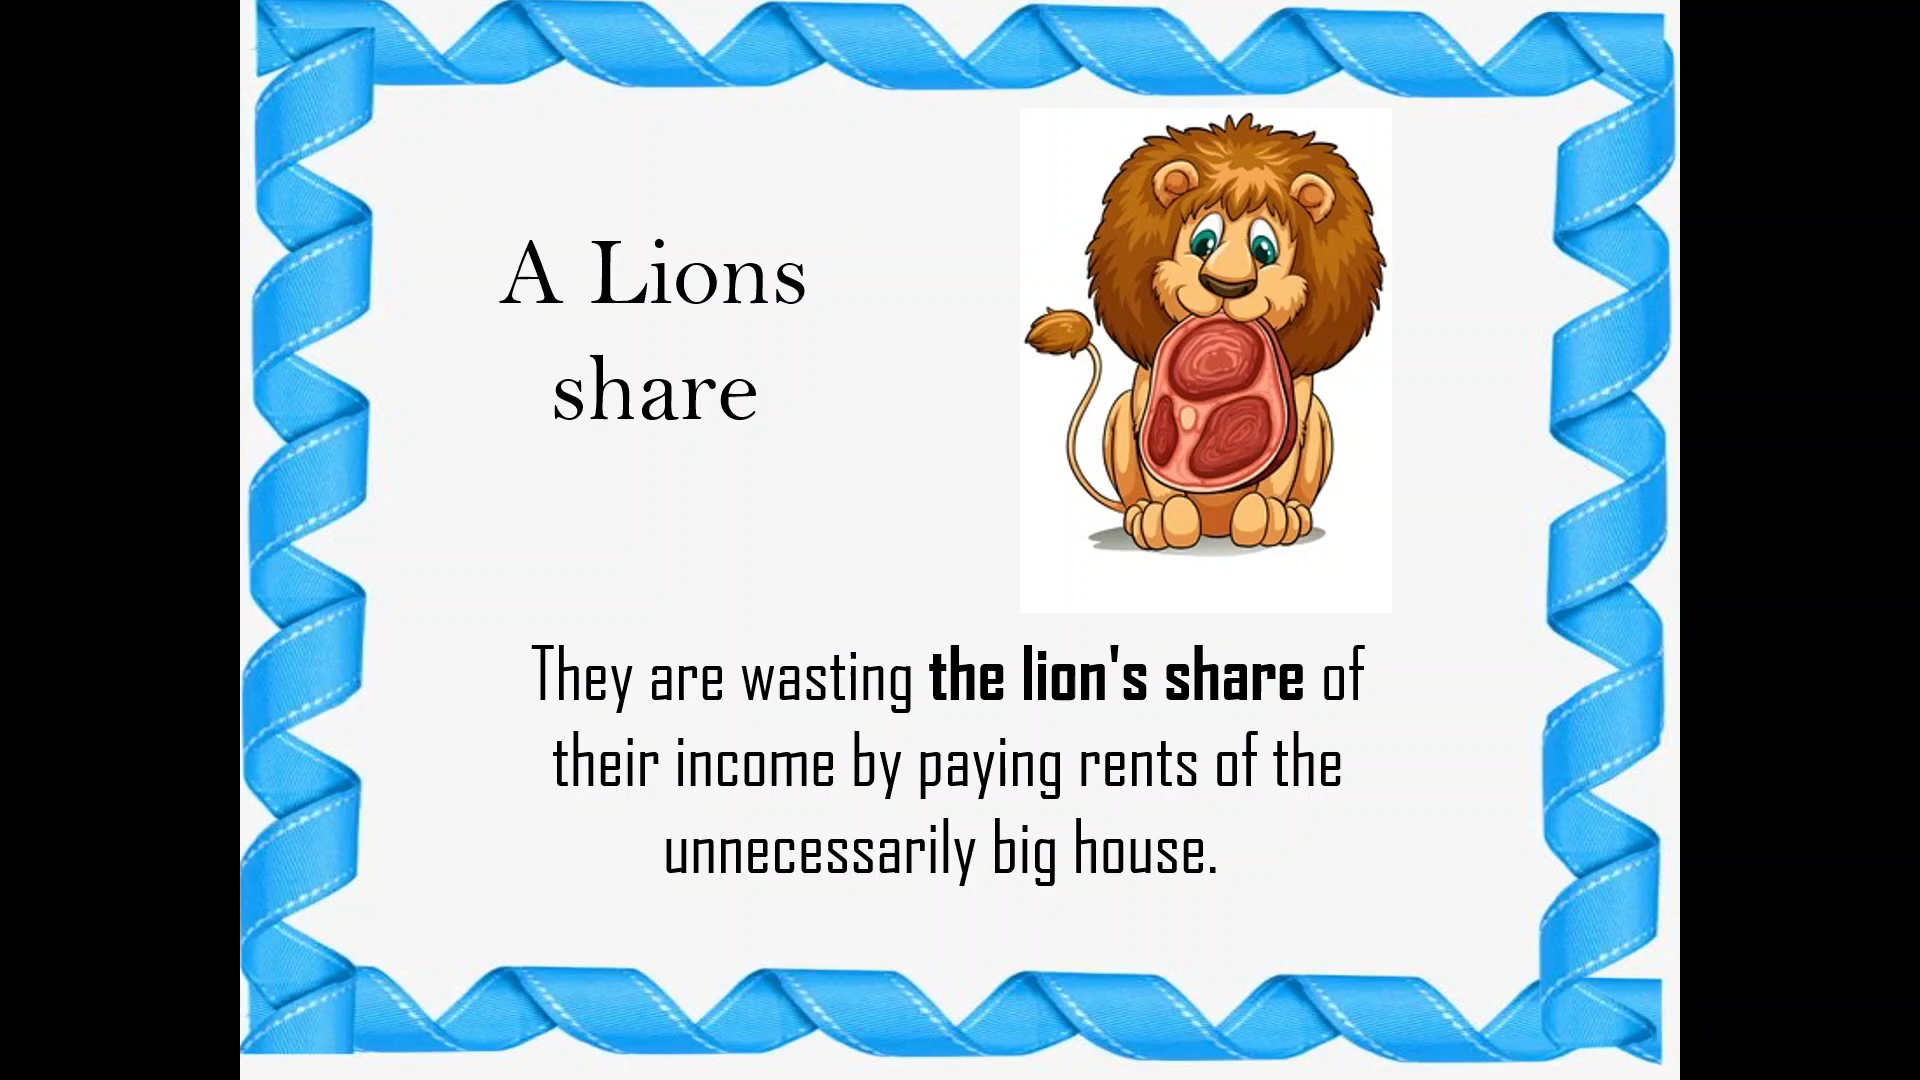 A Lions
share
They are wasting the lion's share of
their income by paying rents of the
unnecessarily big house.